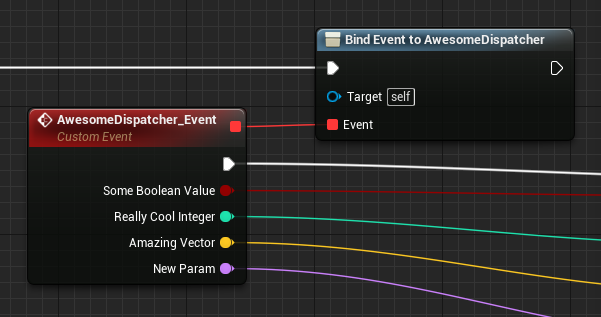 Bind Event to AwesomeDispatcher
Target self
Event
AwesomeDispatcher_Event
Custom Event
Some Boolean Value
Really Cool Integer
Amazing Vector
New Param